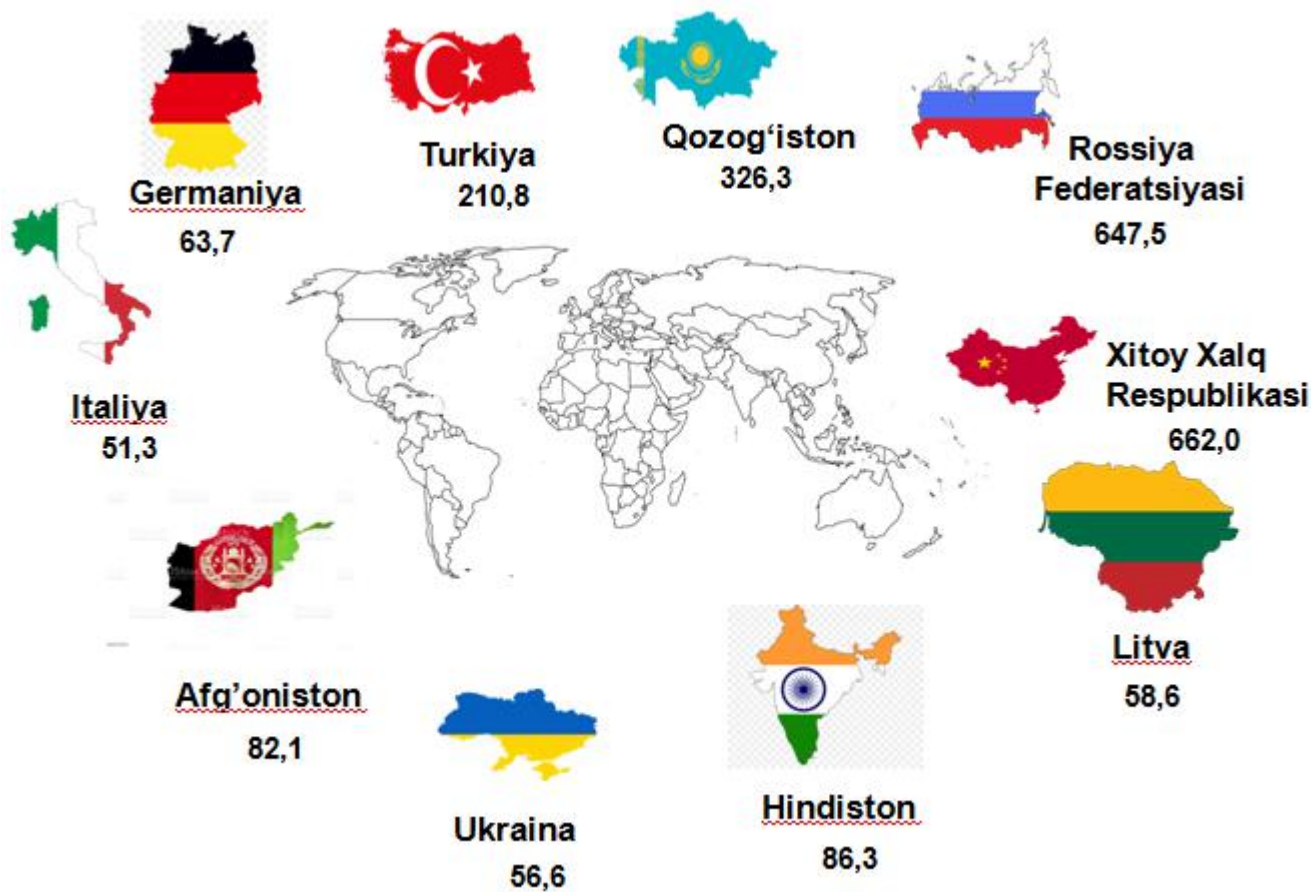 Germaniya
63,7
Turkiya
210,8
Qozog‘iston
326,3
Rossiya
Federatsiyasi
647,5
Italiya
51,3
Xitoy Xalq
Respublikasi
662,0
Afg’oniston
82,1
Ukraina
56,6
Hindiston
86,3
Litva
58,6